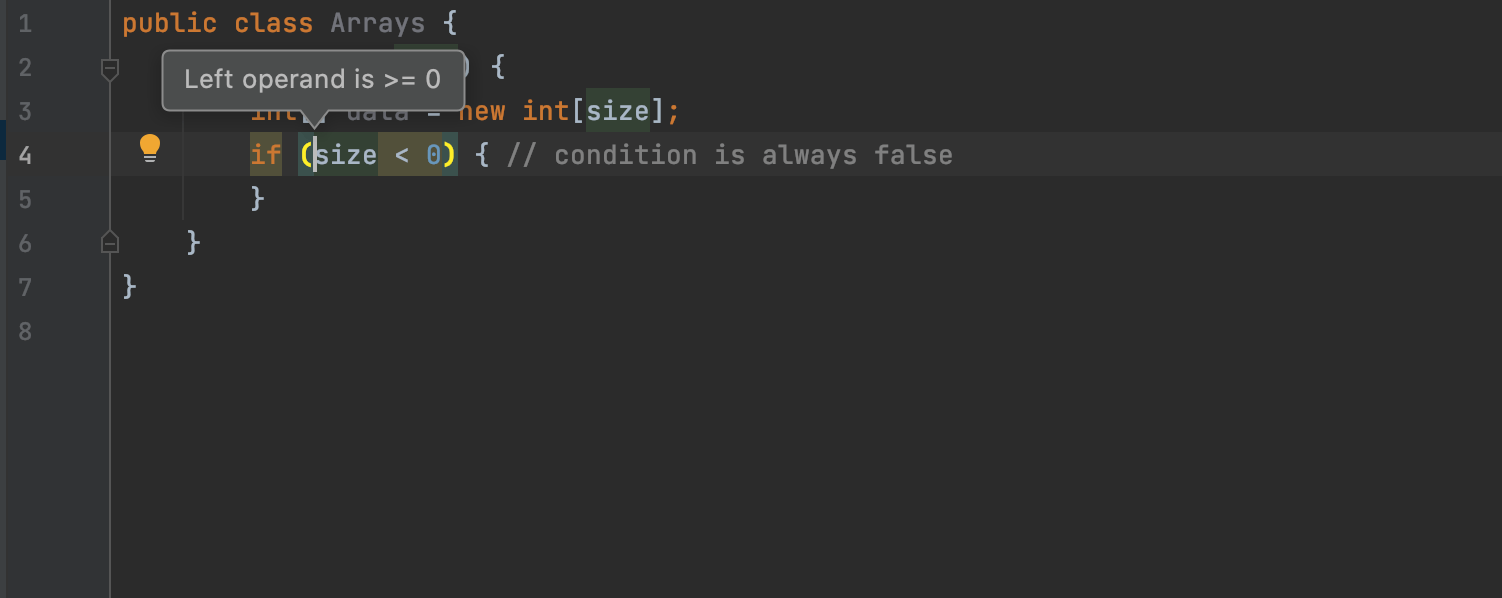 1 public class Arrays {
2 ) {
Left operand is >= 0
3 int[] data = new int[size];
4 if (size < 0) { // condition is always false
5 }
6 }
7 }
8